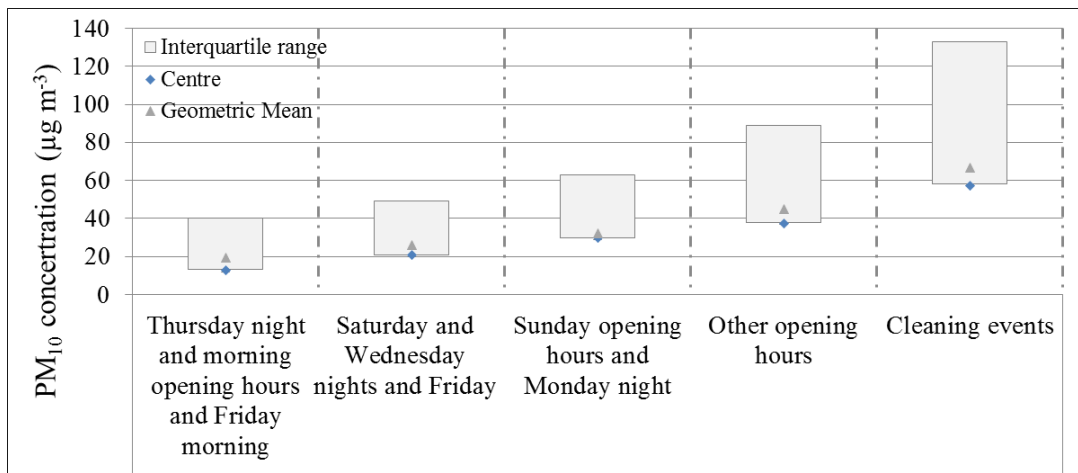 PM10 concertration (µg m-3)
140
120
100
80
60
40
20
0
Interquartile range
Centre
Geometric Mean
Thursday night
and morning
opening hours
and Friday
morning
Saturday and
Wednesday
nights and Friday
Sunday opening
hours and
Monday night
Other opening
hours
Cleaning events